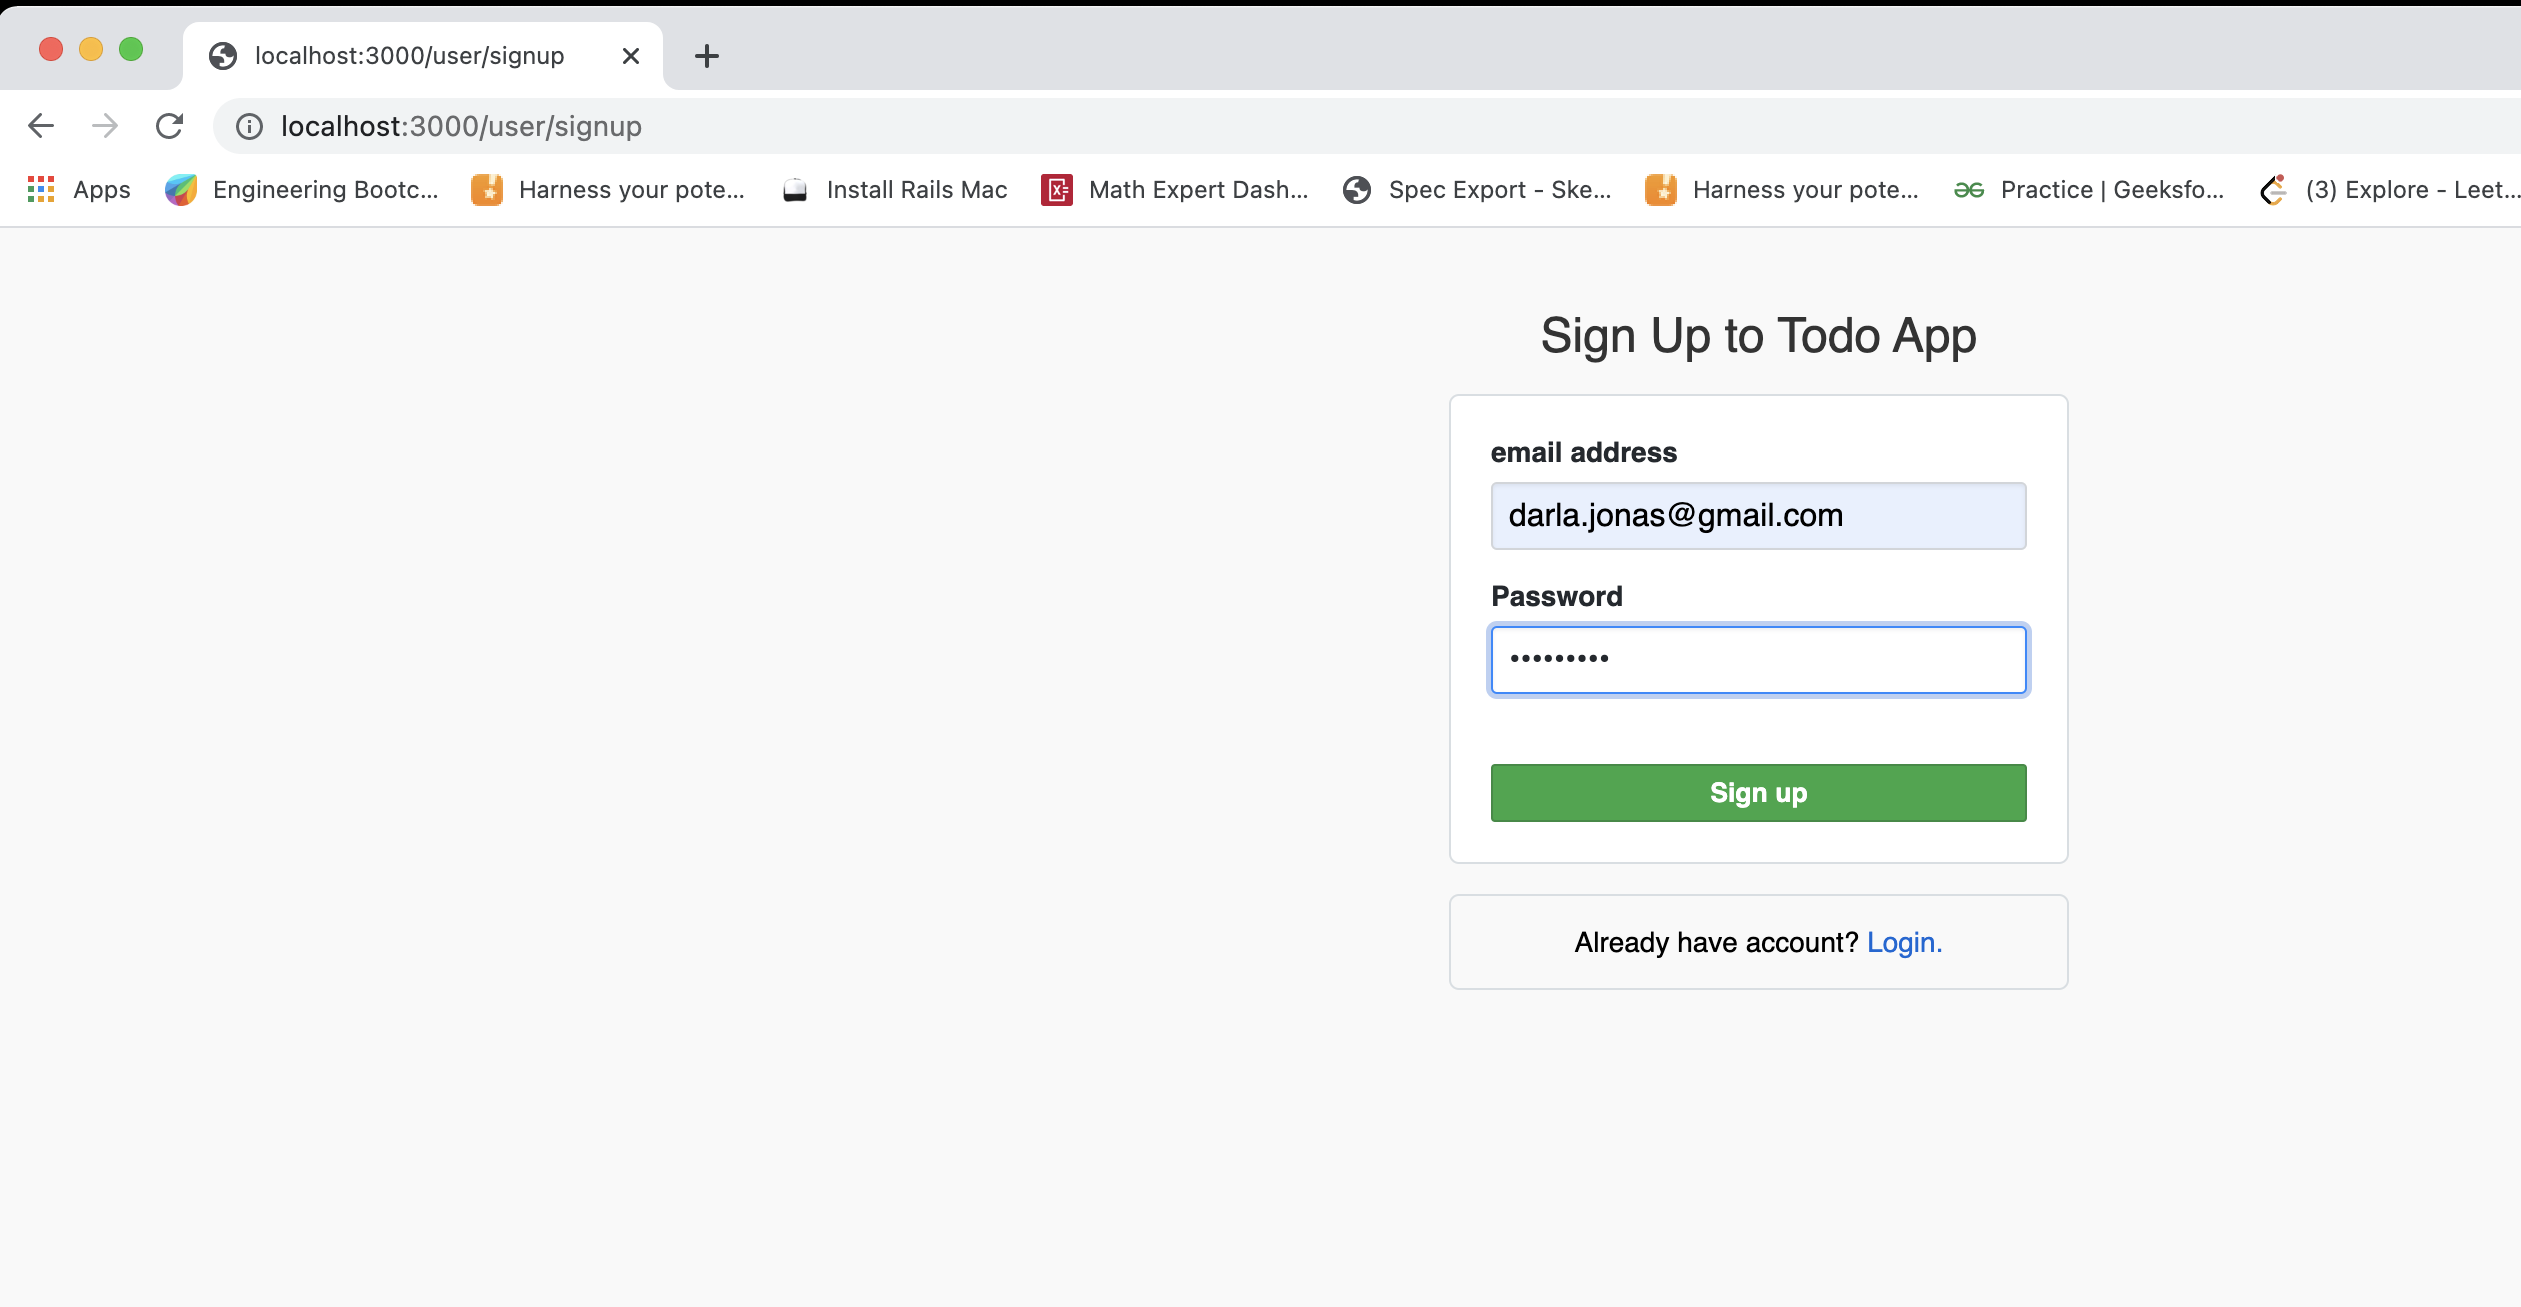 localhost:3000/user/signup
localhost:3000/user/signup
Apps Engineering Bootc... Harness your pote... Install Rails Mac Math Expert Dash... Spec Export - Ske... Harness your pote... Practice | Geeksfo... (3) Explore - Leet...
Sign Up to Todo App
email address
darla.jonas@gmail.com
Password
•••••••••
Sign up
Already have account? Login.